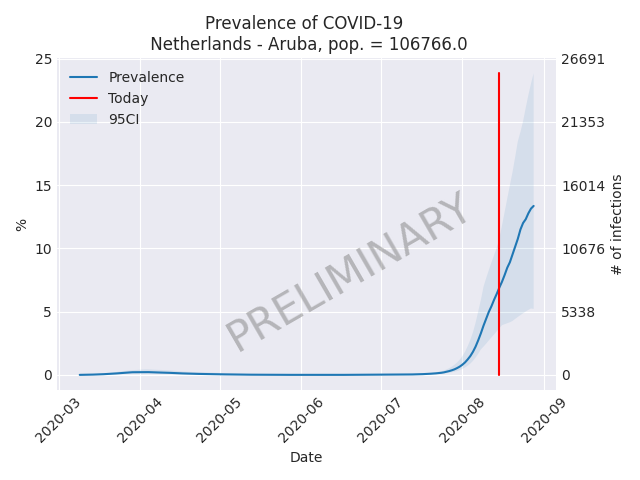 Prevalence of COVID-19
Netherlands - Aruba, pop. = 106766.0
25
20
15
10
5
0
%
Prevalence
Today
95CI
PRELIMINARY
26691
21353
16014
10676
5338
0
# of infections
2020-03
2020-04
2020-05
2020-06
2020-07
2020-08
2020-09
Date